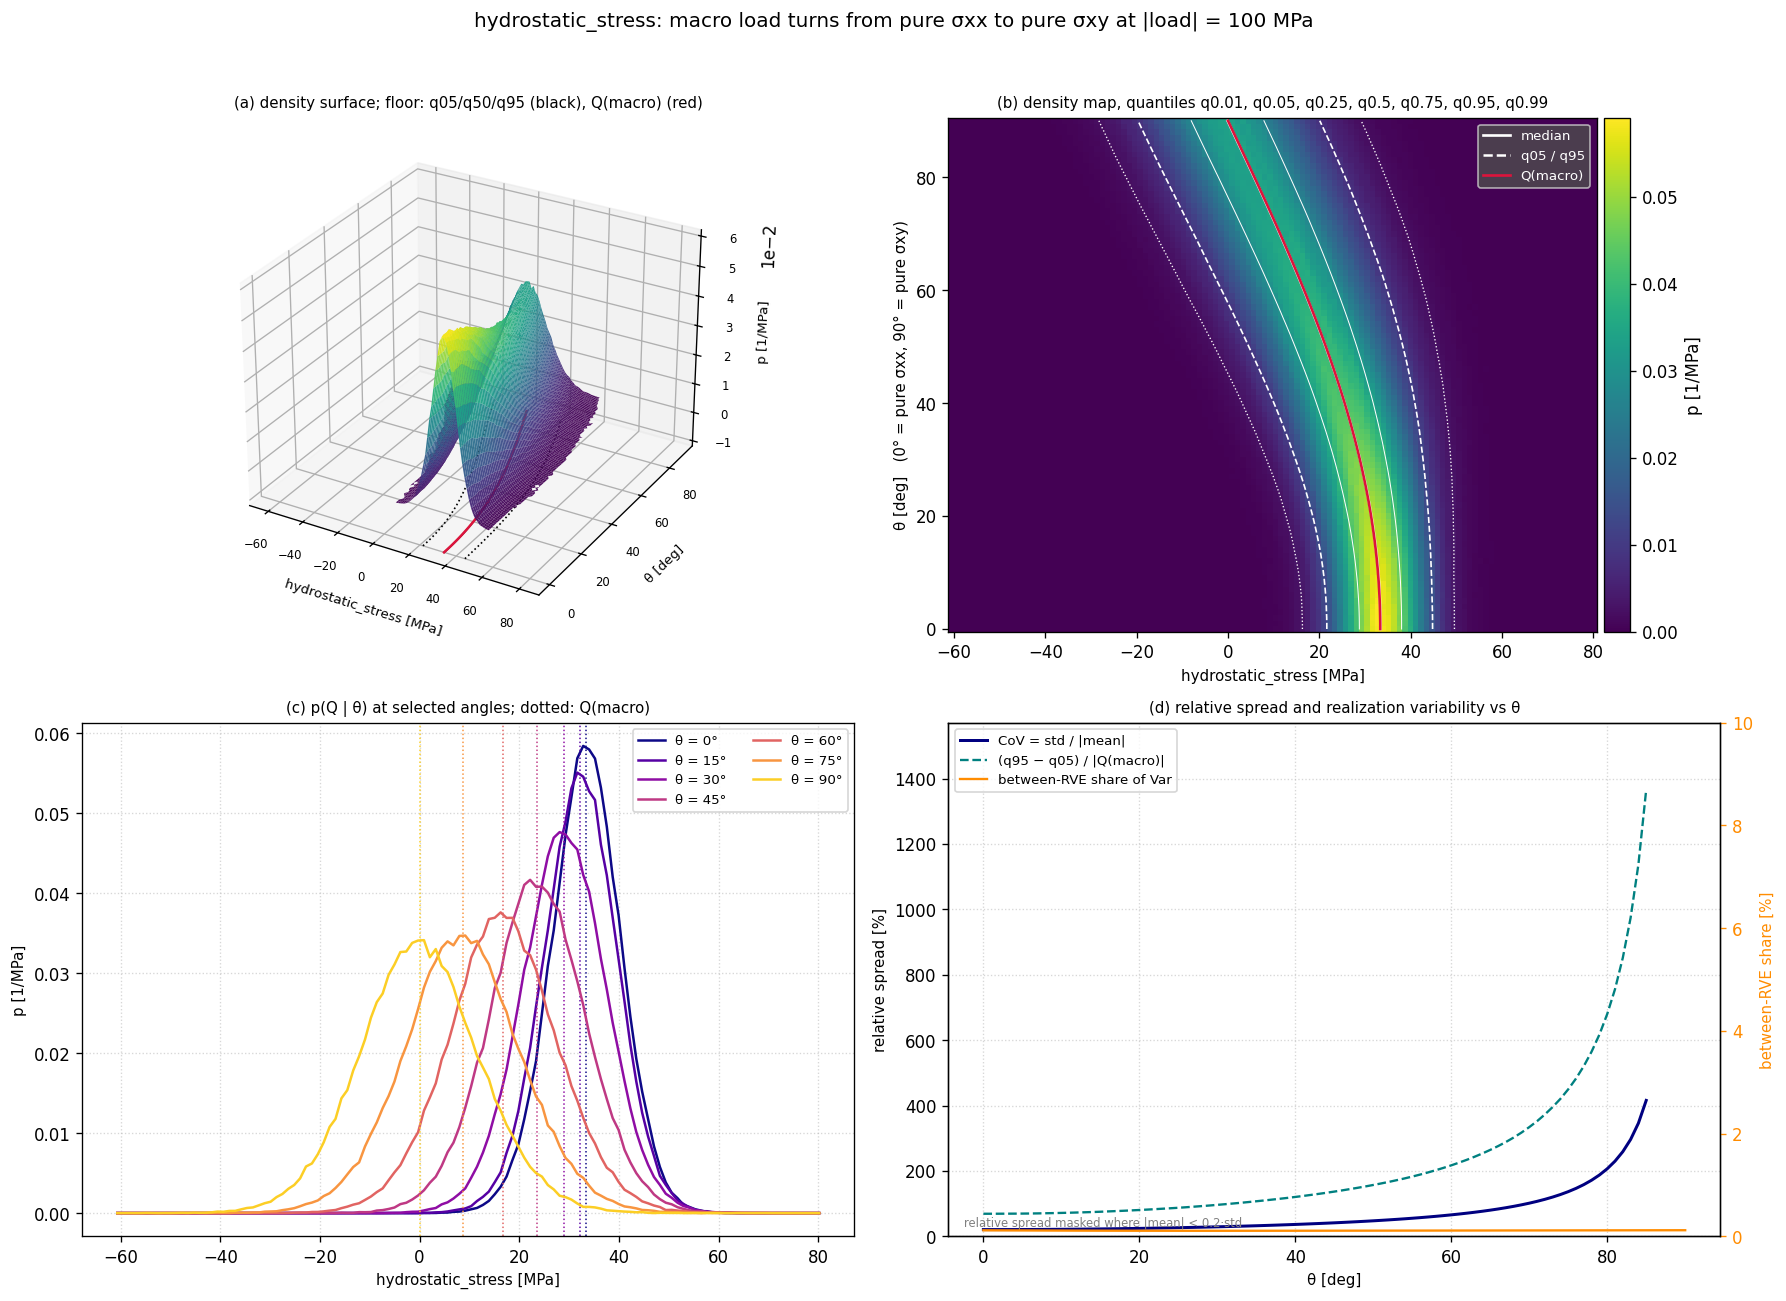 hydrostatic_stress: macro load turns from pure σxx to pure σxy at |load| = 100 MPa
(a) density surface; floor: q05/q50/q95 (black), Q(macro) (red)
1e−2
6
5
4
3
2
1
0
−1
p [1/MPa]
−60
−40
−20
0
20
40
60
80
hydrostatic_stress [MPa]
0
20
40
60
80
θ [deg]
(b) density map, quantiles q0.01, q0.05, q0.25, q0.5, q0.75, q0.95, q0.99
median
q05 / q95
Q(macro)
80
60
40
20
0
θ [deg]   (0° = pure σxx, 90° = pure σxy)
−60 −40 −20 0 20 40 60 80
hydrostatic_stress [MPa]
0.05
0.04
0.03
0.02
0.01
0.00
p [1/MPa]
(c) p(Q | θ) at selected angles; dotted: Q(macro)
θ = 0°
θ = 15°
θ = 30°
θ = 45°
θ = 60°
θ = 75°
θ = 90°
0.06
0.05
0.04
0.03
0.02
0.01
0.00
p [1/MPa]
−60 −40 −20 0 20 40 60 80
hydrostatic_stress [MPa]
(d) relative spread and realization variability vs θ
CoV = std / |mean|
(q95 − q05) / |Q(macro)|
between-RVE share of Var
1400
1200
1000
800
600
400
200
0
relative spread [%]
relative spread masked where |mean| < 0.2·std
0 20 40 60 80
θ [deg]
10
8
6
4
2
0
between-RVE share [%]